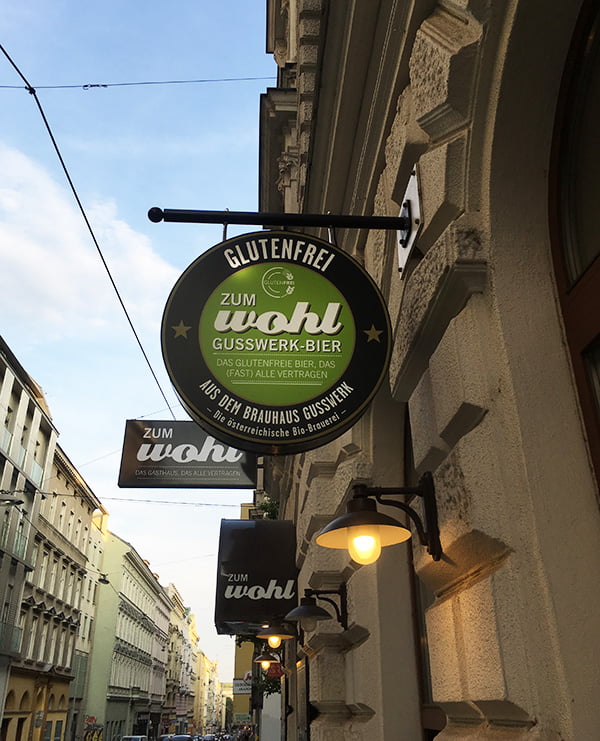 GLUTENFREI
GLUTENFREI
ZUM
wohl
GUSSWERK-BIER
DAS GLUTENFREIE BIER, DAS
(FAST) ALLE VERTRAGEN
AUS DEM BRAUHAUS GUSSWERK
- Die österreichische Bio-Brauerei -
ZUM
wohl
DAS GASTHAUS, DAS ALLE VERTRAGEN
ZUM
wohl